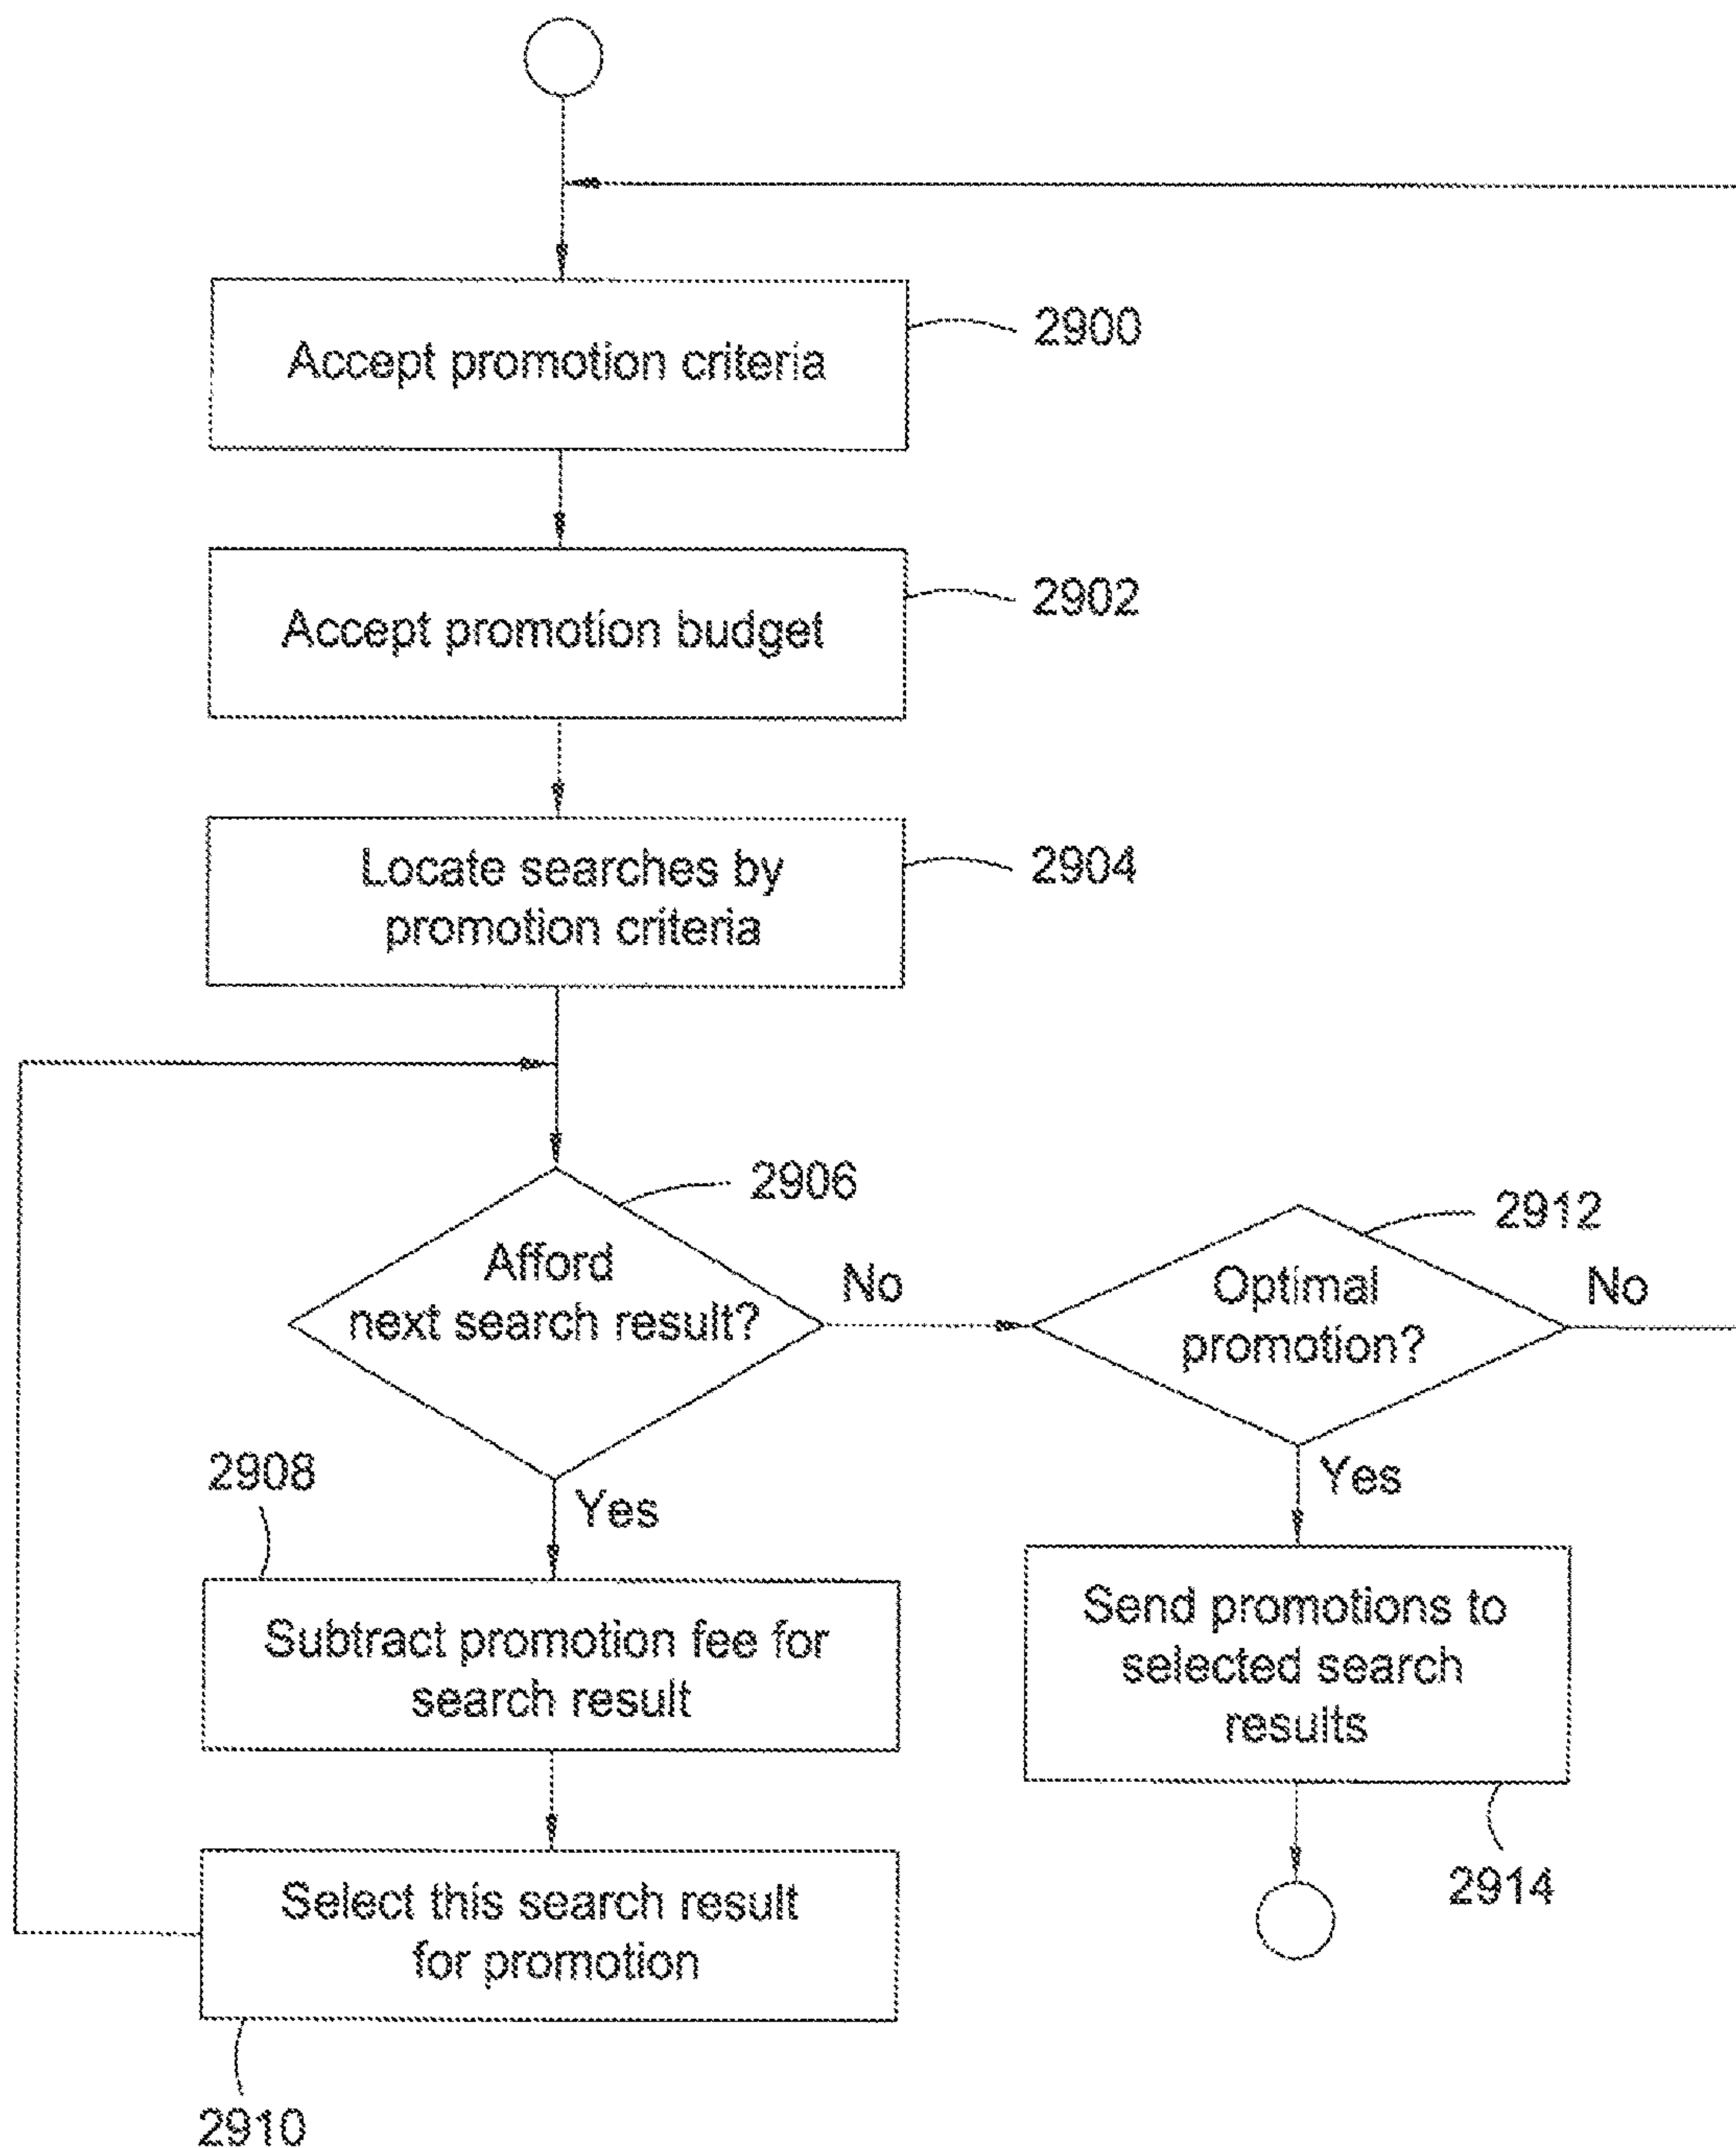 Accept promotion criteria
2900
Accept promotion budget
2902
Locate searches by
promotion criteria
2904
Afford
next search result?
2906
No
Yes
Optimal
promotion?
2912
No
Yes
2908
Subtract promotion fee for
search result
Send promotions to
selected search
results
2914
Select this search result
for promotion
2910